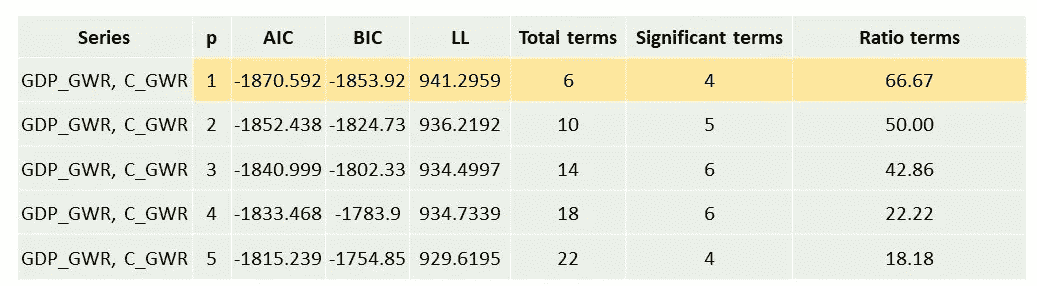 Series p AIC BIC LL Total terms Significant terms Ratio terms
GDP_GWR, C_GWR 1 -1870.592 -1853.92 941.2959 6 4 66.67
GDP_GWR, C_GWR 2 -1852.438 -1824.73 936.2192 10 5 50.00
GDP_GWR, C_GWR 3 -1840.999 -1802.33 934.4997 14 6 42.86
GDP_GWR, C_GWR 4 -1833.468 -1783.9 934.7339 18 6 22.22
GDP_GWR, C_GWR 5 -1815.239 -1754.85 929.6195 22 4 18.18